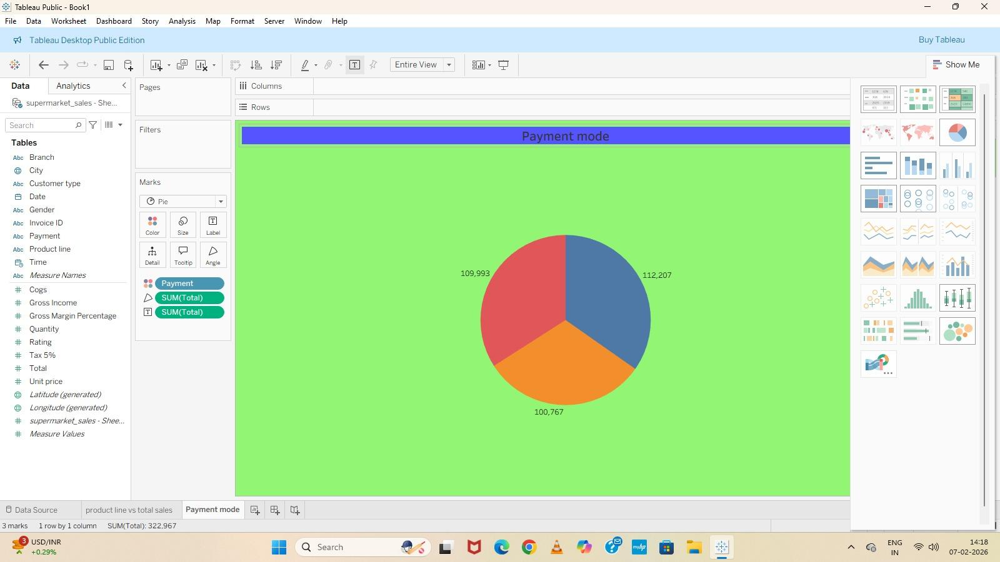 Tableau Public - Book1
File Data Worksheet Dashboard Story Analysis Map Format Server Window Help
Tableau Desktop Public Edition
Buy Tableau
Entire View
Show Me
Data
Analytics
supermarket_sales - She...
Search
Tables
Abc Branch
City
Abc Customer type
Date
Abc Gender
Abc Invoice ID
Abc Payment
Abc Product line
Time
Abc Measure Names
Cogs
Gross Income
Gross Margin Percentage
Quantity
Rating
Tax 5%
Total
Unit price
Latitude (generated)
Longitude (generated)
supermarket_sales - Shee...
Measure Values
Pages
Filters
Marks
Pie
Color Size Label
Detail Tooltip Angle
Payment
SUM(Total)
SUM(Total)
Columns
Rows
Payment mode
109,993
112,207
100,767
Data Source
product line vs total sales
Payment mode
3 marks 1 row by 1 column SUM(Total): 322,967
3
USD/INR
+0.29%
Search
myhp
ENG
IN
14:18
07-02-2026